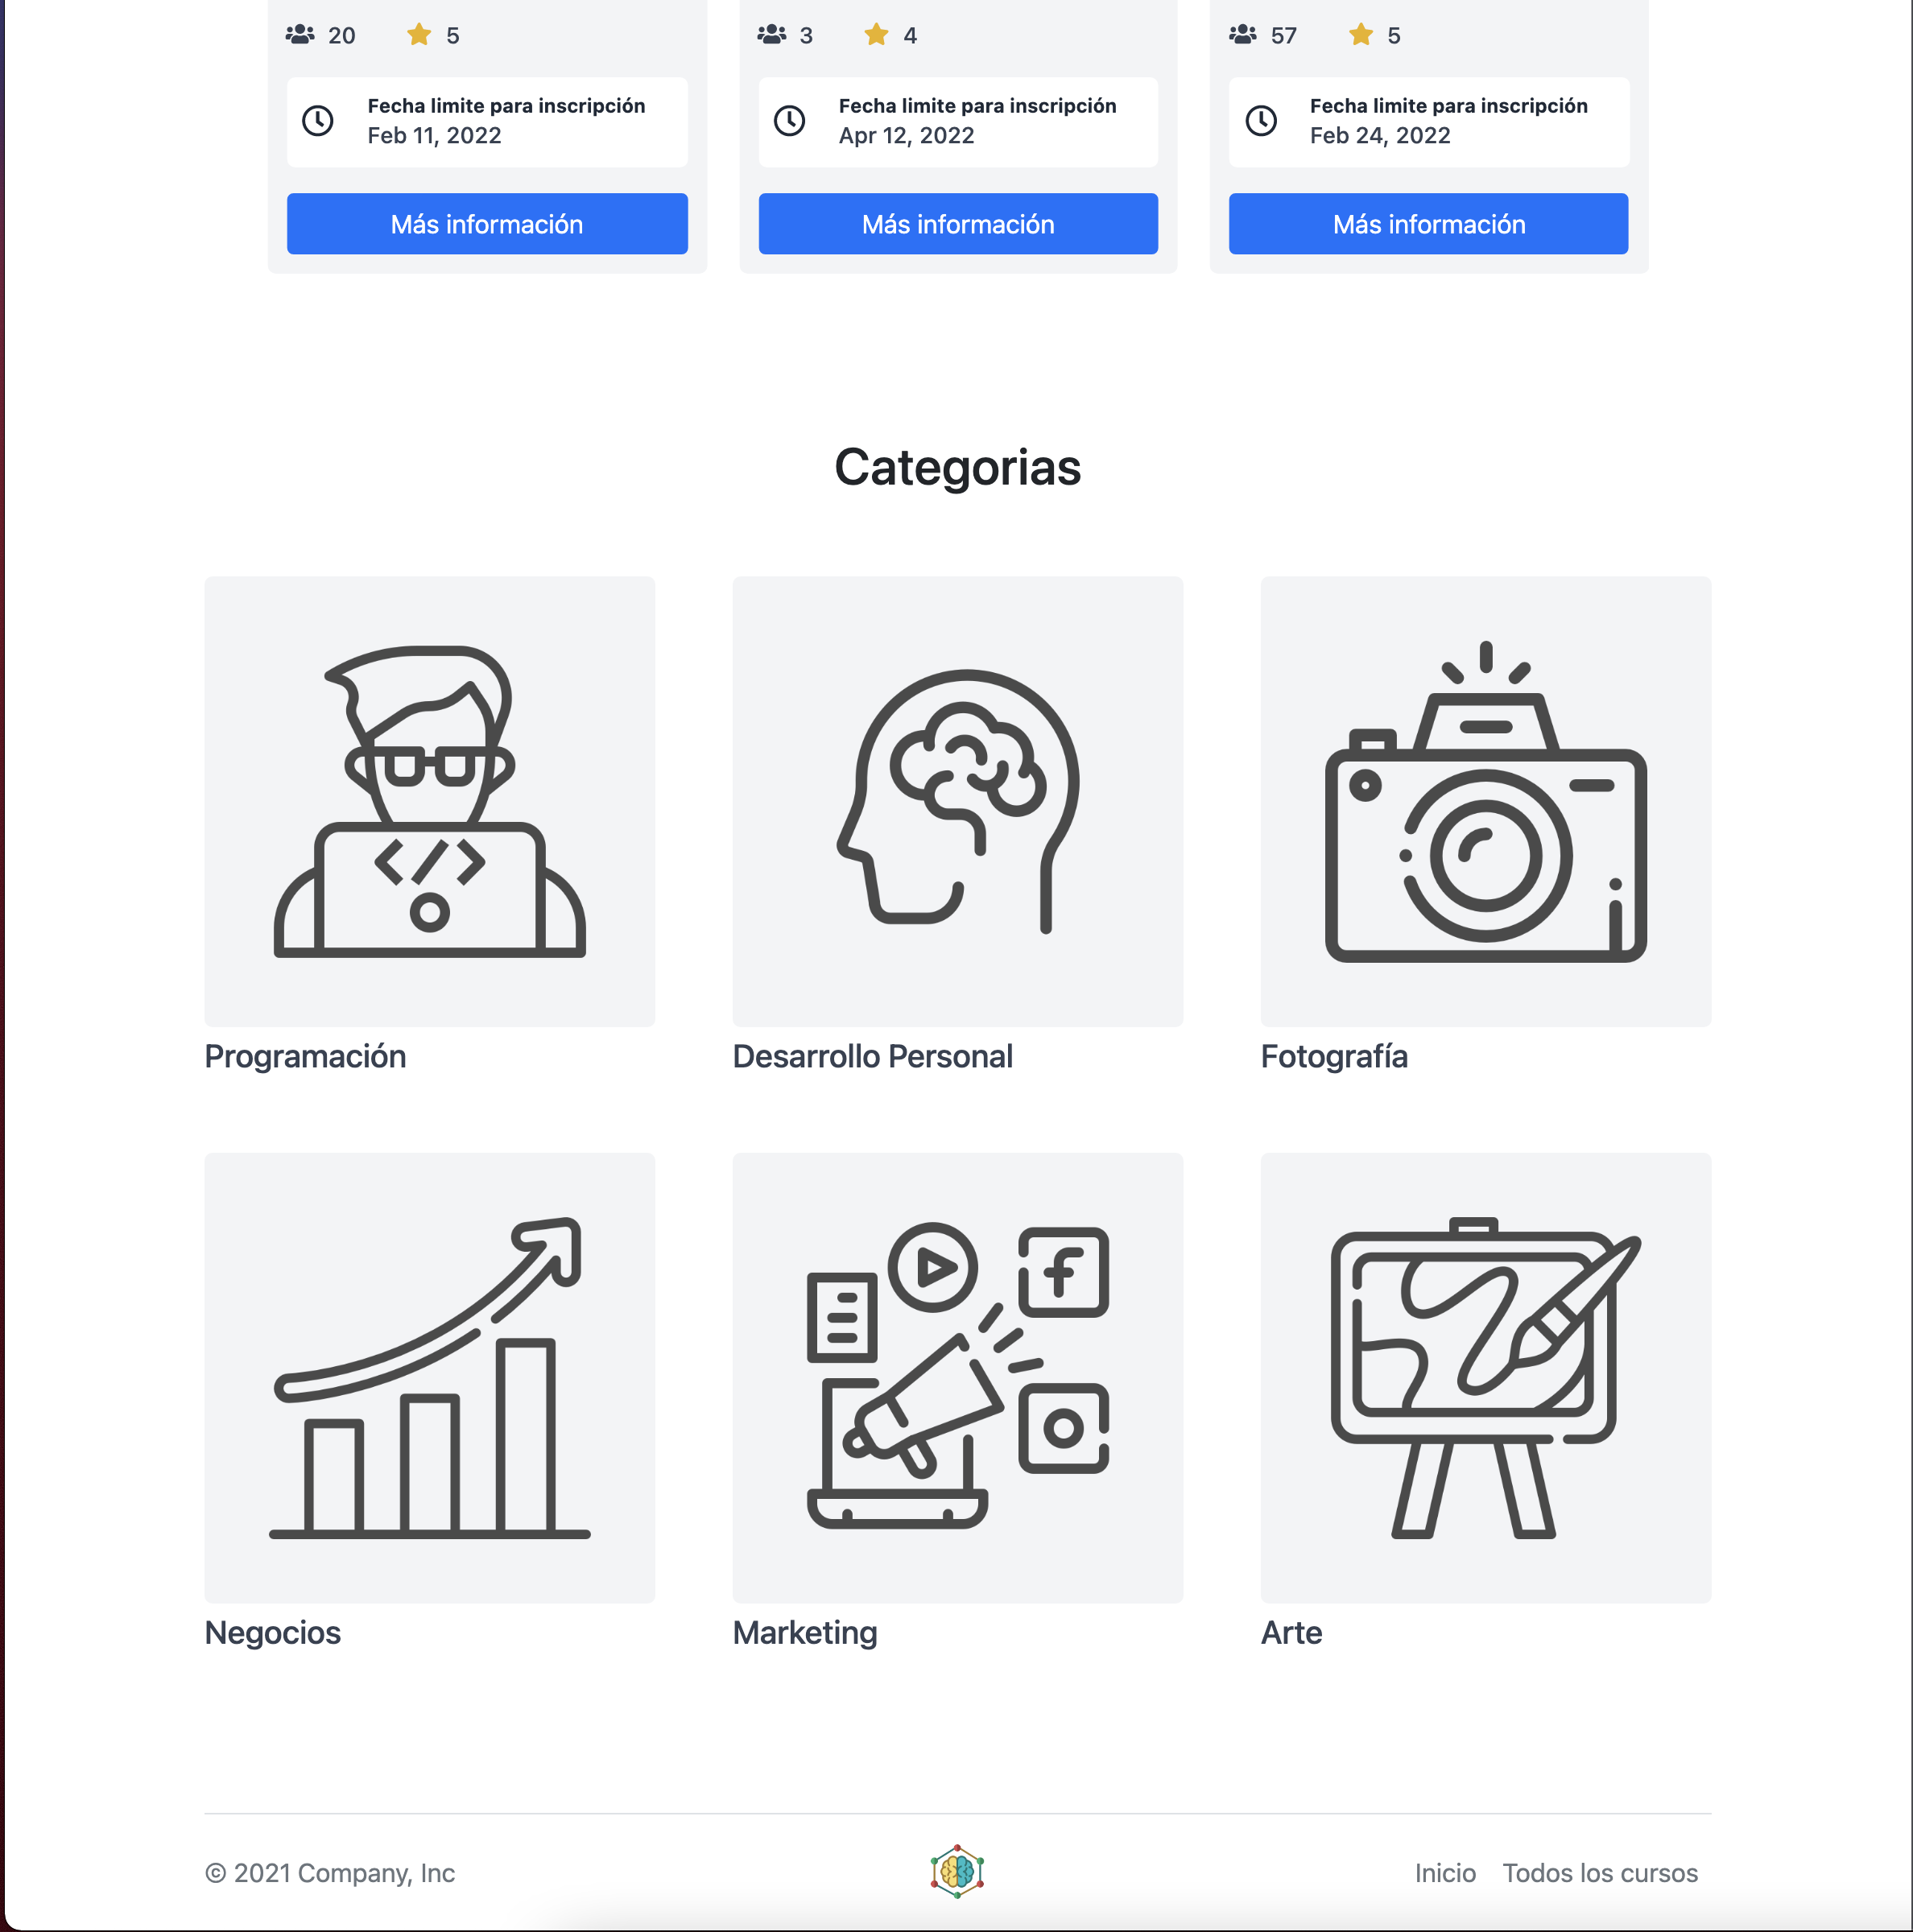 20 5
3 4
57 5
Fecha limite para inscripción
Feb 11, 2022
Más información
Fecha limite para inscripción
Apr 12, 2022
Más información
Fecha limite para inscripción
Feb 24, 2022
Más información
Categorias
Programación
Desarrollo Personal
Fotografía
Negocios
Marketing
Arte
© 2021 Company, Inc
Inicio Todos los cursos